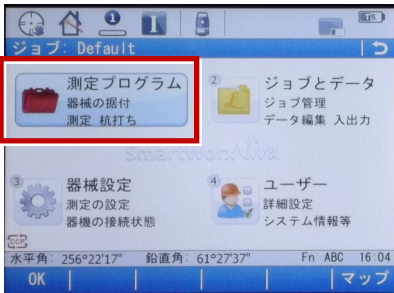 1
I
TS
ジョブ: Default
測定プログラム
器械の据付
測定 杭打ち
2
ジョブとデータ
ジョブ管理
データ編集 入出力
SmartWorx Viva
3
器械設定
測定の設定
器機の接続状態
4
ユーザー
詳細設定
システム情報等
CCP
水平角: 256°22'17" 鉛直角: 61°27'37" Fn ABC 16:04
OK マップ